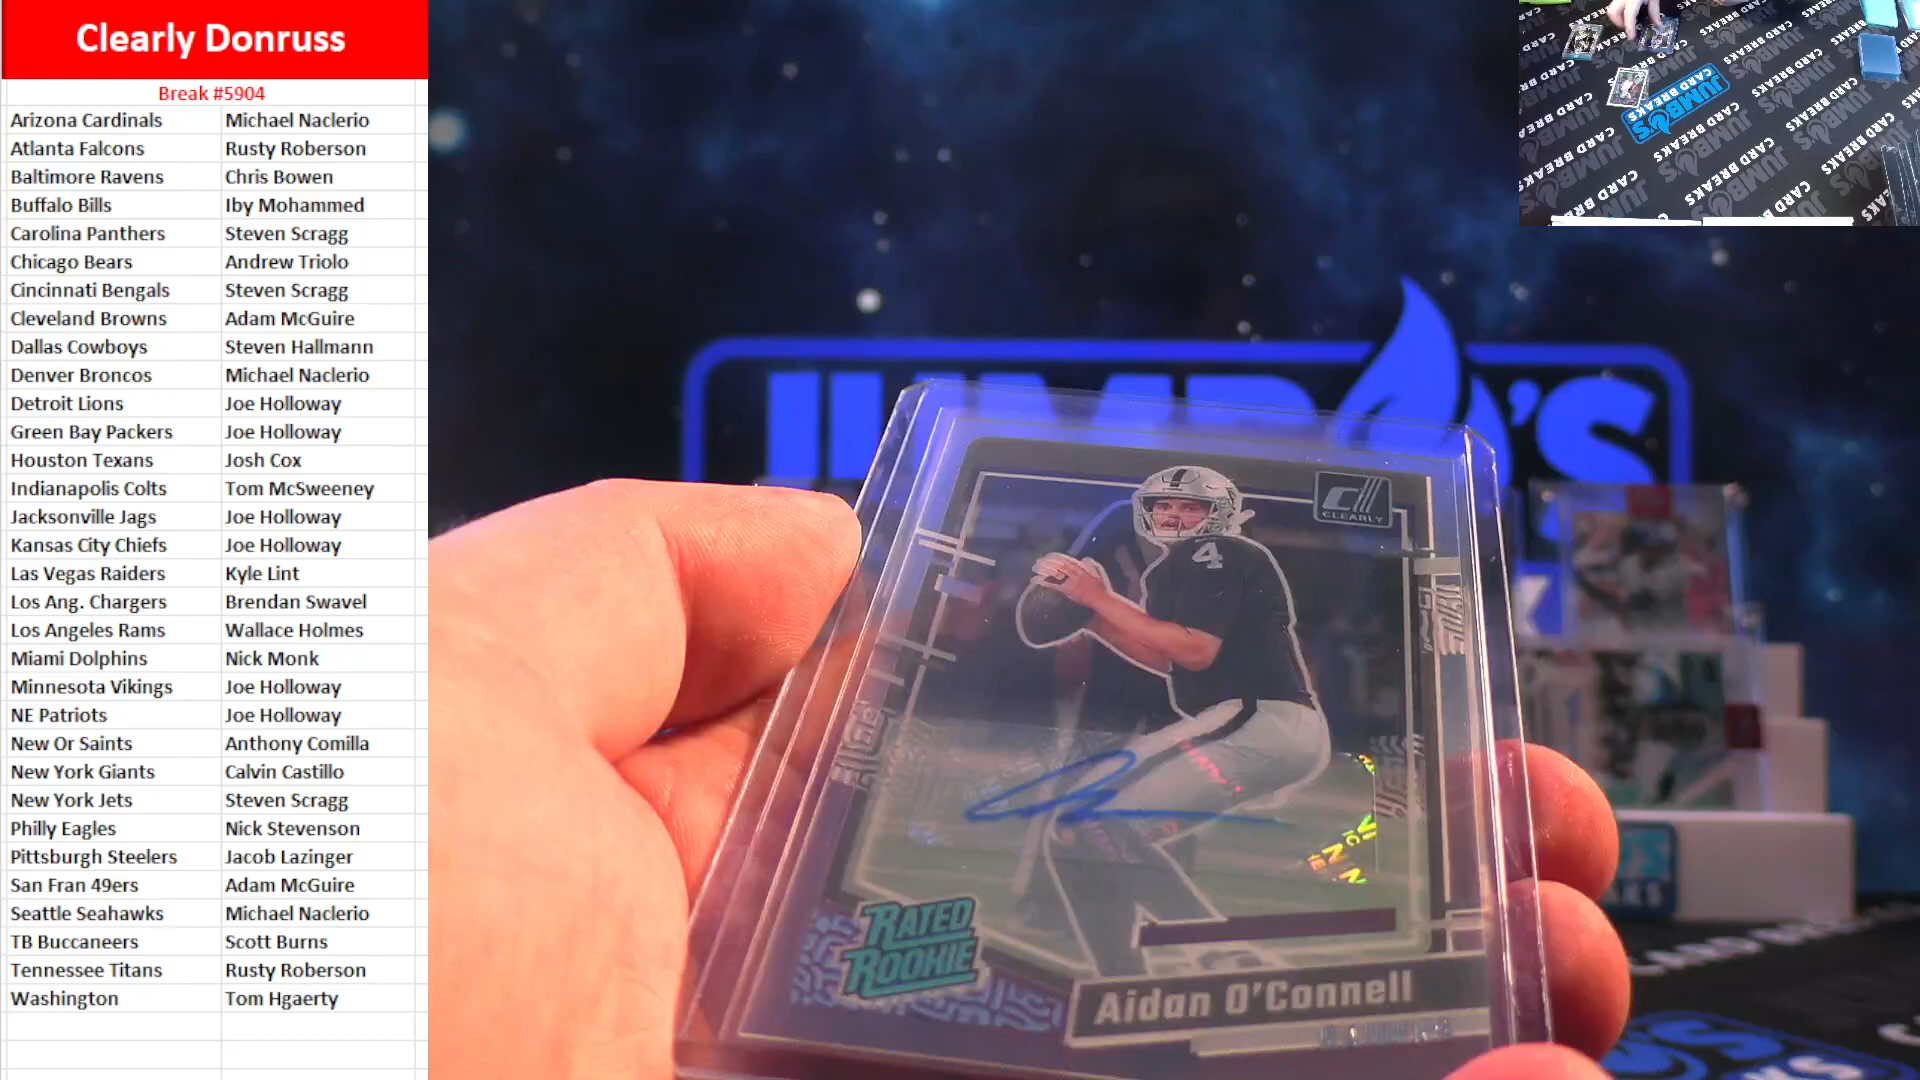 Clearly Donruss
Break #5904
Arizona Cardinals Michael Naclerio
Atlanta Falcons Rusty Roberson
Baltimore Ravens Chris Bowen
Buffalo Bills Iby Mohammed
Carolina Panthers Steven Scragg
Chicago Bears Andrew Triolo
Cincinnati Bengals Steven Scragg
Cleveland Browns Adam McGuire
Dallas Cowboys Steven Hallmann
Denver Broncos Michael Naclerio
Detroit Lions Joe Holloway
Green Bay Packers Joe Holloway
Houston Texans Josh Cox
Indianapolis Colts Tom McSweeney
Jacksonville Jags Joe Holloway
Kansas City Chiefs Joe Holloway
Las Vegas Raiders Kyle Lint
Los Ang. Chargers Brendan Swavel
Los Angeles Rams Wallace Holmes
Miami Dolphins Nick Monk
Minnesota Vikings Joe Holloway
NE Patriots Joe Holloway
New Or Saints Anthony Comilla
New York Giants Calvin Castillo
New York Jets Steven Scragg
Philly Eagles Nick Stevenson
Pittsburgh Steelers Jacob Lazinger
San Fran 49ers Adam McGuire
Seattle Seahawks Michael Naclerio
TB Buccaneers Scott Burns
Tennessee Titans Rusty Roberson
Washington Tom Hgaerty
JUMBO'S
CARD BREAKS
JUMBO'S
CLEARLY
4
RATED
ROOKIE
Aidan O'Connell